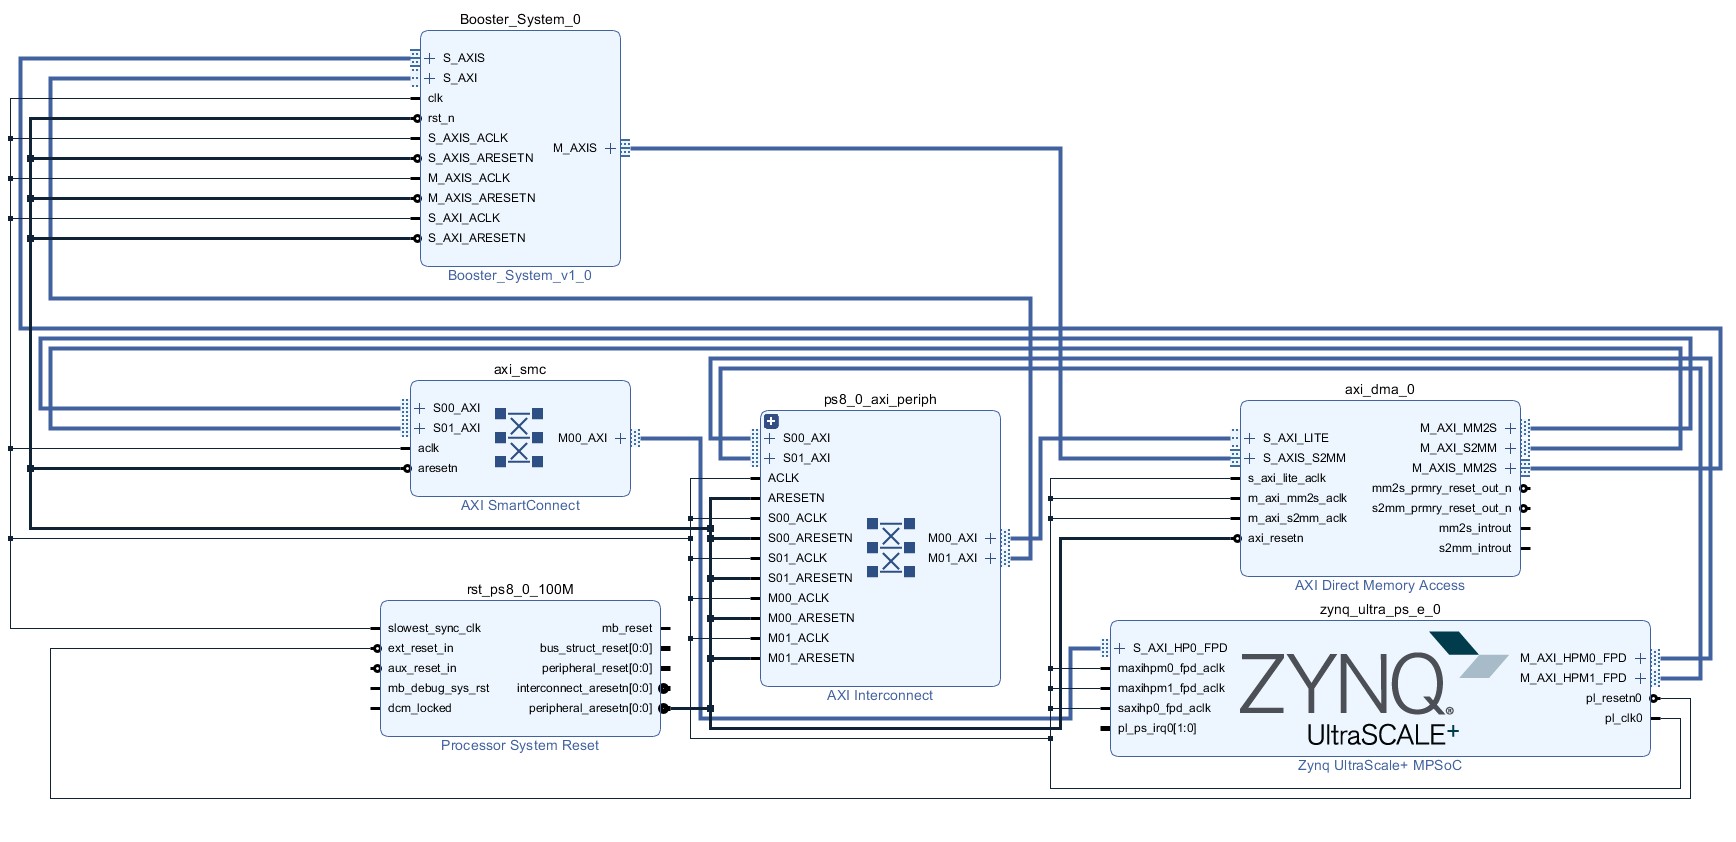 Booster_System_0
S_AXIS
S_AXI
clk
rst_n
S_AXIS_ACLK
S_AXIS_ARESETN
M_AXIS_ACLK
M_AXIS_ARESETN
S_AXI_ACLK
S_AXI_ARESETN
M_AXIS
Booster_System_v1_0
axi_smc
S00_AXI
S01_AXI
aclk
aresetn
M00_AXI
AXI SmartConnect
ps8_0_axi_periph
S00_AXI
S01_AXI
ACLK
ARESETN
S00_ACLK
S00_ARESETN
S01_ACLK
S01_ARESETN
M00_ACLK
M00_ARESETN
M01_ACLK
M01_ARESETN
M00_AXI
M01_AXI
AXI Interconnect
axi_dma_0
S_AXI_LITE
S_AXIS_S2MM
s_axi_lite_aclk
m_axi_mm2s_aclk
m_axi_s2mm_aclk
axi_resetn
M_AXI_MM2S
M_AXI_S2MM
M_AXIS_MM2S
mm2s_prmry_reset_out_n
s2mm_prmry_reset_out_n
mm2s_introut
s2mm_introut
AXI Direct Memory Access
rst_ps8_0_100M
slowest_sync_clk
ext_reset_in
aux_reset_in
mb_debug_sys_rst
dcm_locked
mb_reset
bus_struct_reset[0:0]
peripheral_reset[0:0]
interconnect_aresetn[0:0]
peripheral_aresetn[0:0]
Processor System Reset
zynq_ultra_ps_e_0
S_AXI_HP0_FPD
maxihpm0_fpd_aclk
maxihpm1_fpd_aclk
saxihp0_fpd_aclk
pl_ps_irq0[1:0]
ZYNQ®
UltraSCALE+
M_AXI_HPM0_FPD
M_AXI_HPM1_FPD
pl_resetn0
pl_clk0
Zynq UltraScale+ MPSoC